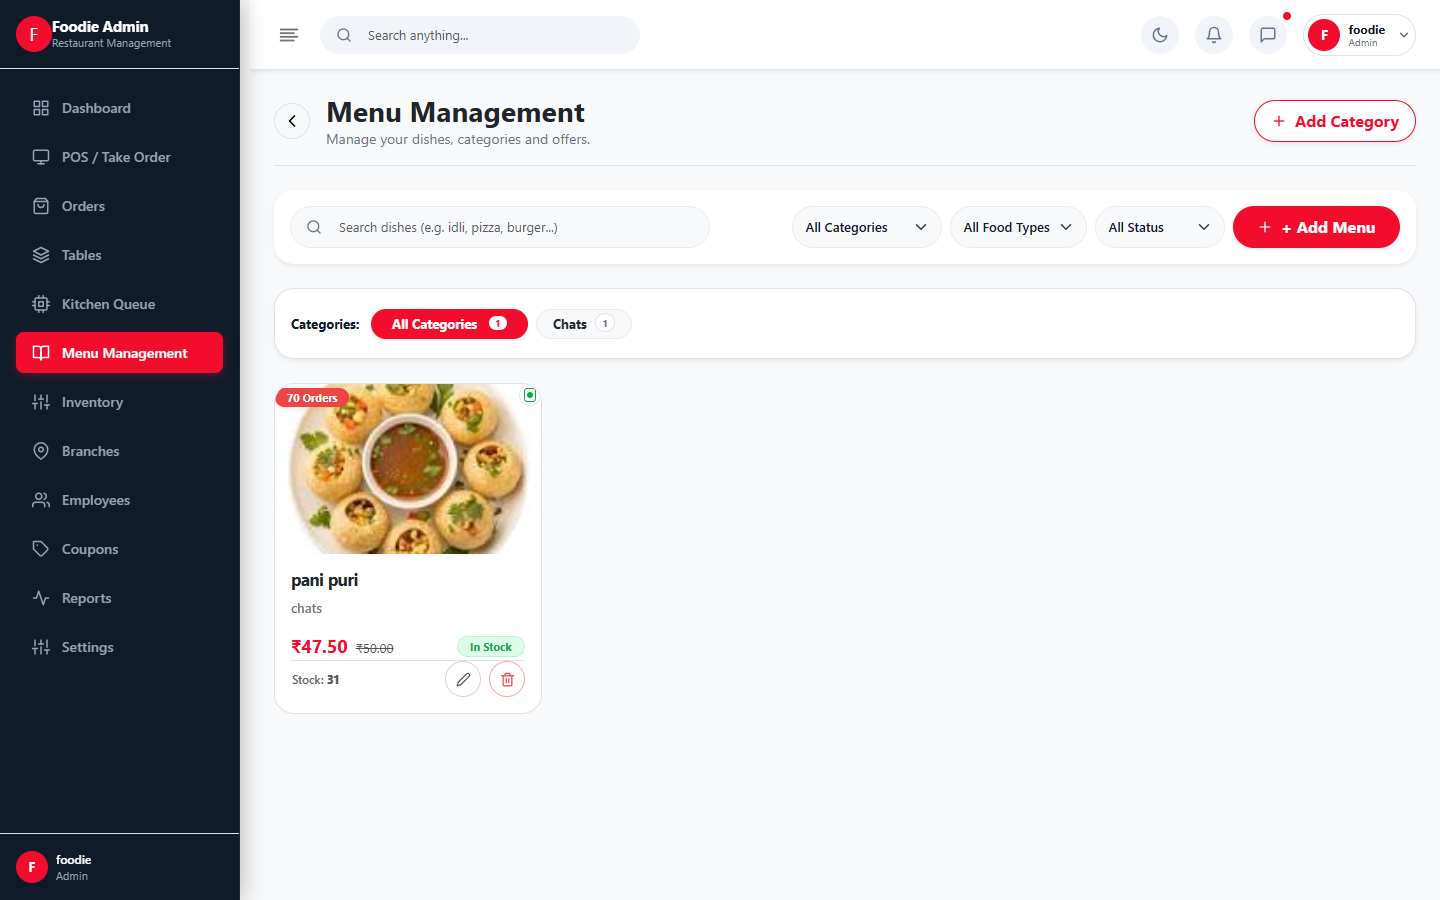 F
Foodie Admin
Restaurant Management
Dashboard
POS / Take Order
Orders
Tables
Kitchen Queue
Menu Management
Inventory
Branches
Employees
Coupons
Reports
Settings
F
foodie
Admin
Search anything...
F
foodie
Admin
Menu Management
Manage your dishes, categories and offers.
Add Category
Search dishes (e.g. idli, pizza, burger...)
All Categories
All Food Types
All Status
+ Add Menu
Categories:
All Categories 1
Chats 1
70 Orders
pani puri
chats
₹47.50 ₹50.00
In Stock
Stock: 31